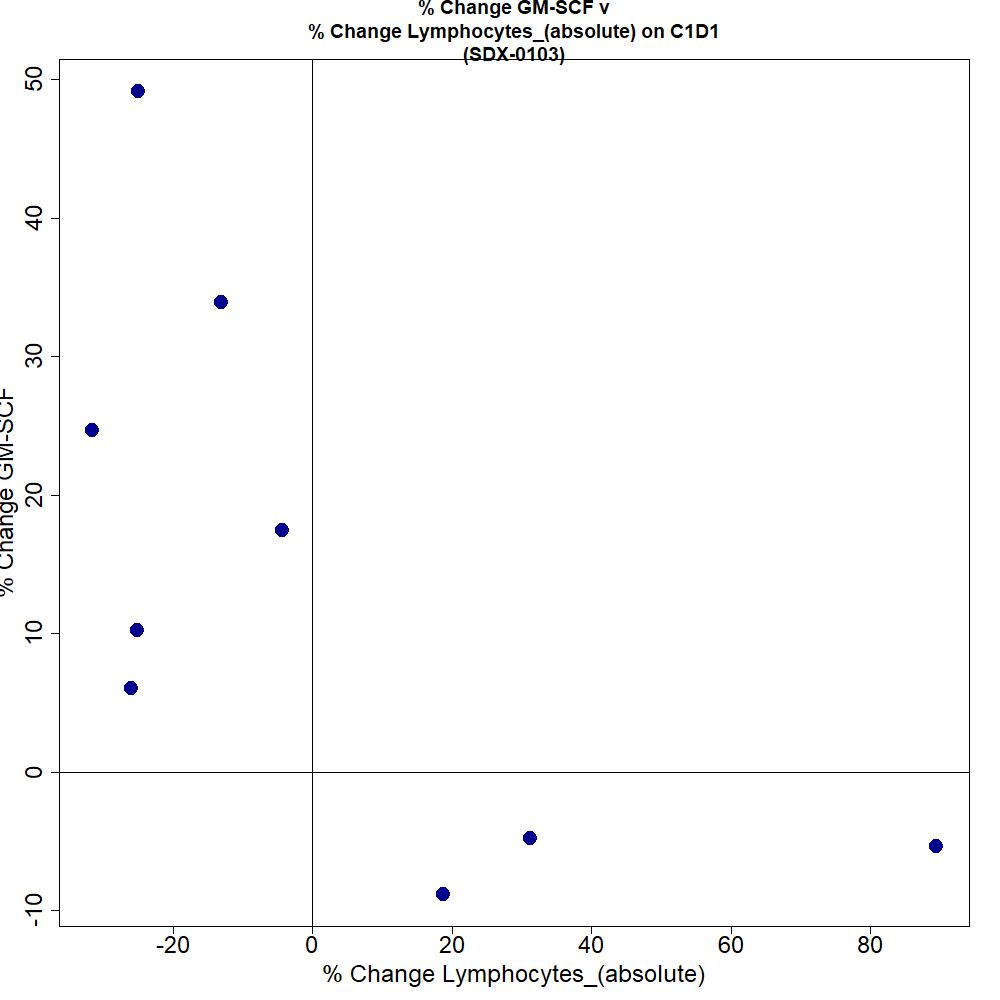 % Change GM-SCF v
% Change Lymphocytes_(absolute) on C1D1
(SDX-0103)
50
40
30
20
10
0
-10
% Change GM-SCF
-20
0
20
40
60
80
% Change Lymphocytes_(absolute)